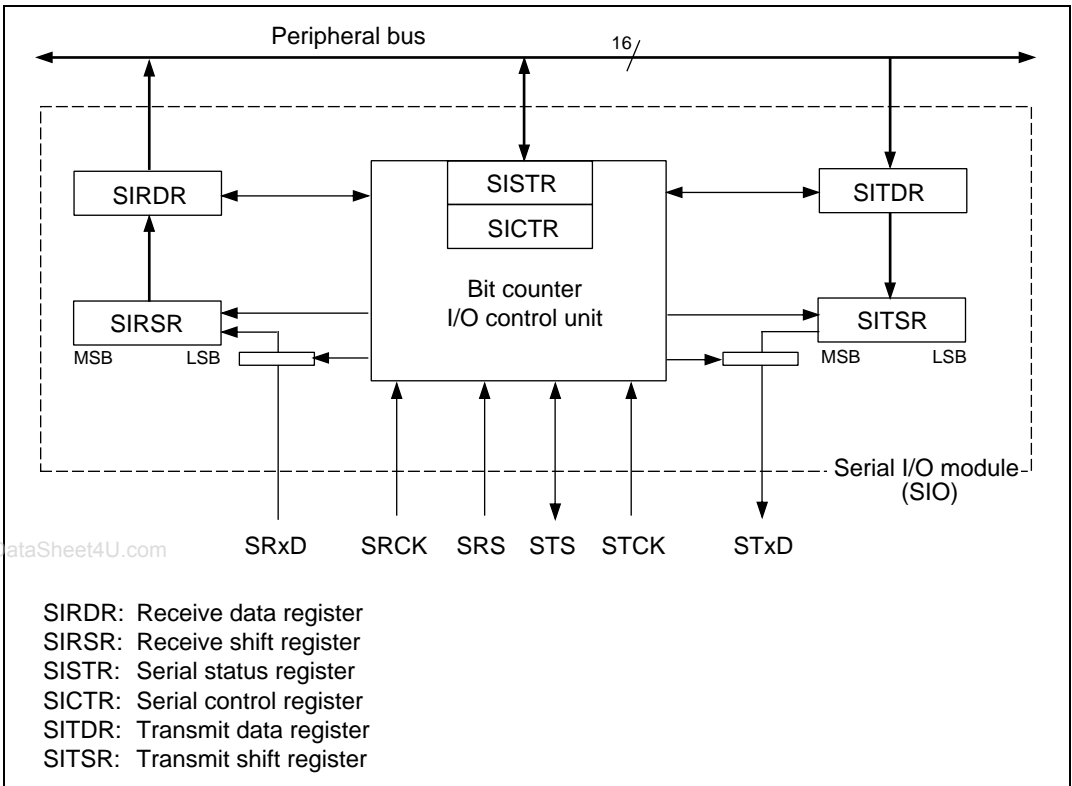 Peripheral bus
16
SIRDR
SISTR
SITDR
SICTR
Bit counter
I/O control unit
SIRSR
SITSR
MSB
LSB
MSB
LSB
Serial I/O module
(SIO)
SRxD
SRCK
SRS
STS
STCK
STxD
ataSheet4U.com
SIRDR: Receive data register
SIRSR: Receive shift register
SISTR: Serial status register
SICTR: Serial control register
SITDR: Transmit data register
SITSR: Transmit shift register